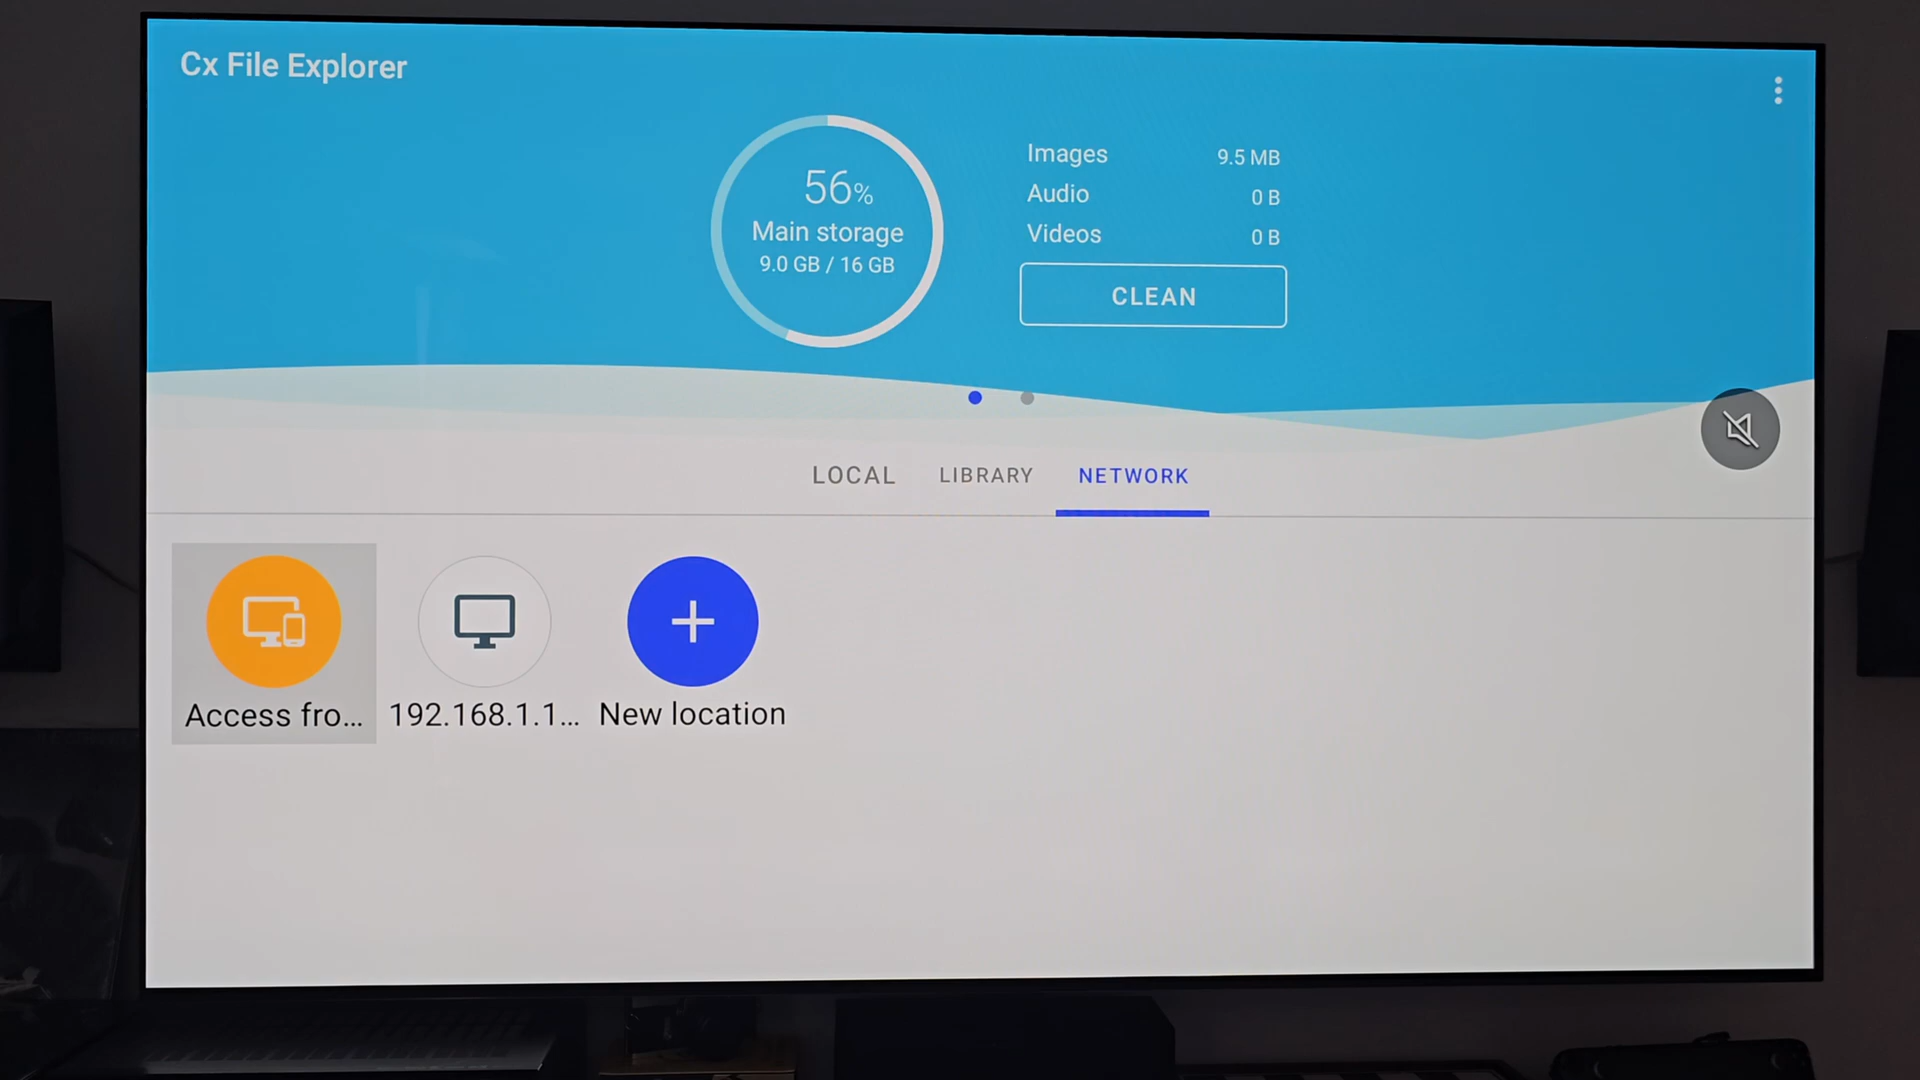 Cx File Explorer
56%
Main storage
9.0 GB / 16 GB
Images 9.5 MB
Audio 0 B
Videos 0 B
CLEAN
LOCAL LIBRARY NETWORK
Access fro... 192.168.1.1... New location